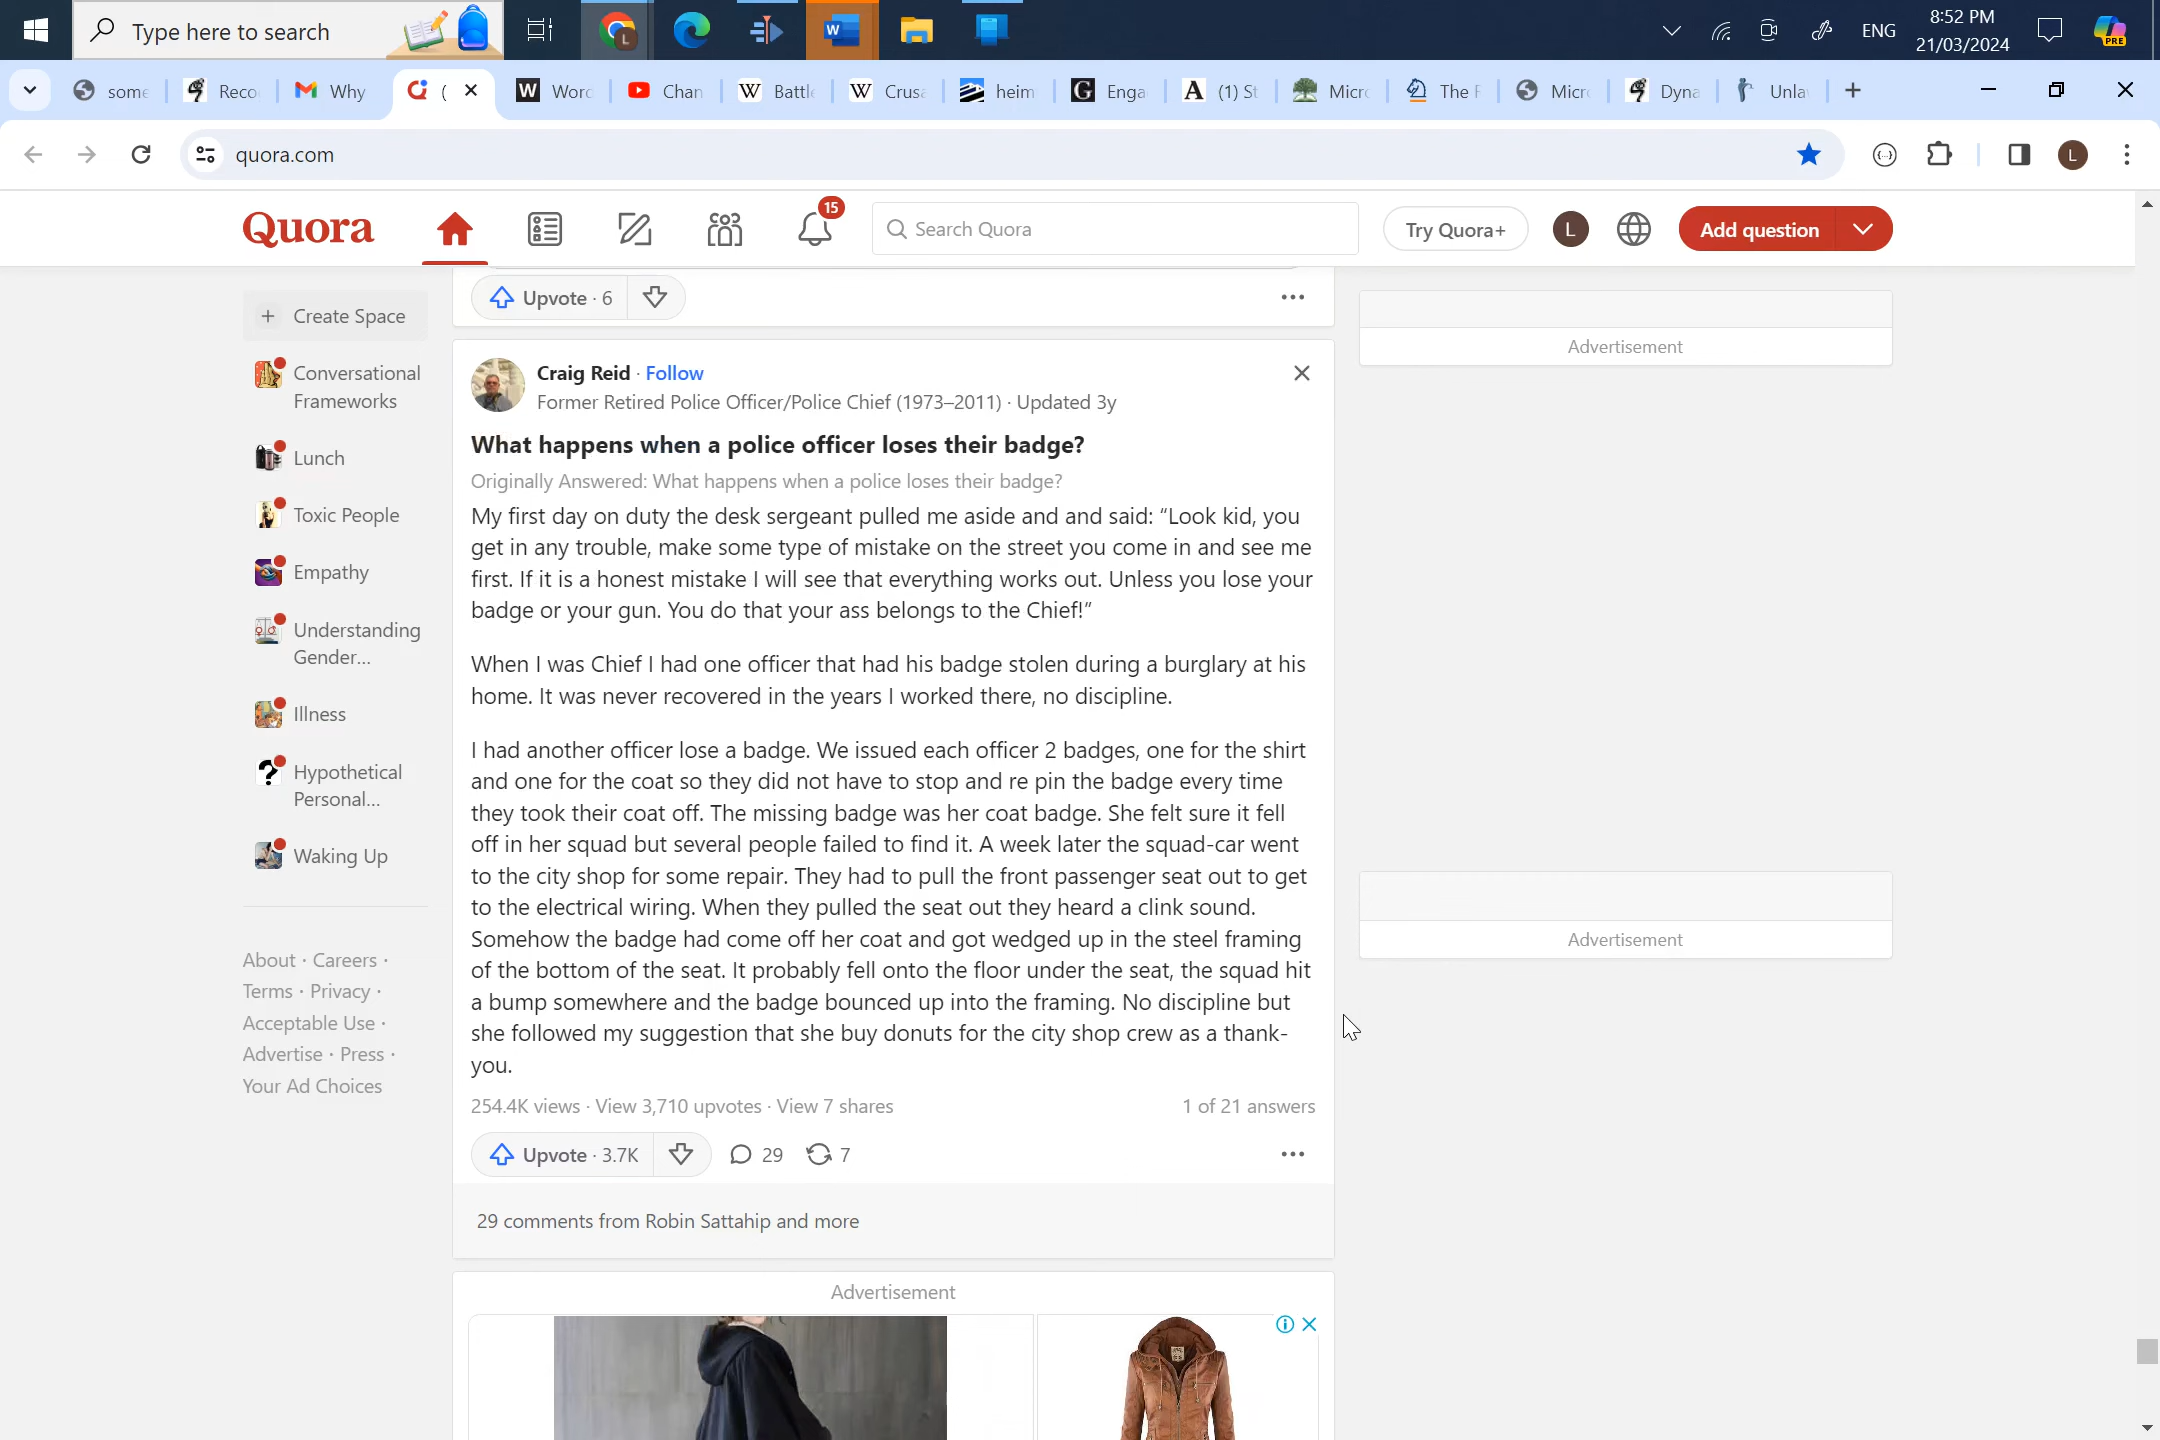 Type here to search
ENG
8:52 PM
21/03/2024
PRE
some
Reco
Why
(
Word
Chan
Battle
Crusa
heim
Enga
(1) St
Micro
The F
Micro
Dyna
Unla
quora.com
L
Quora
15
Search Quora
Try Quora+
L
Add question
Create Space
Conversational
Frameworks
Lunch
Toxic People
Empathy
Understanding
Gender...
Illness
Hypothetical
Personal...
Waking Up
About · Careers ·
Terms · Privacy ·
Acceptable Use ·
Advertise · Press ·
Your Ad Choices
Upvote · 6
Craig Reid · Follow
Former Retired Police Officer/Police Chief (1973–2011) · Updated 3y
What happens when a police officer loses their badge?
Originally Answered: What happens when a police loses their badge?
My first day on duty the desk sergeant pulled me aside and and said: “Look kid, you
get in any trouble, make some type of mistake on the street you come in and see me
first. If it is a honest mistake I will see that everything works out. Unless you lose your
badge or your gun. You do that your ass belongs to the Chief!”
When I was Chief I had one officer that had his badge stolen during a burglary at his
home. It was never recovered in the years I worked there, no discipline.
I had another officer lose a badge. We issued each officer 2 badges, one for the shirt
and one for the coat so they did not have to stop and re pin the badge every time
they took their coat off. The missing badge was her coat badge. She felt sure it fell
off in her squad but several people failed to find it. A week later the squad-car went
to the city shop for some repair. They had to pull the front passenger seat out to get
to the electrical wiring. When they pulled the seat out they heard a clink sound.
Somehow the badge had come off her coat and got wedged up in the steel framing
of the bottom of the seat. It probably fell onto the floor under the seat, the squad hit
a bump somewhere and the badge bounced up into the framing. No discipline but
she followed my suggestion that she buy donuts for the city shop crew as a thank-
you.
254.4K views · View 3,710 upvotes · View 7 shares
1 of 21 answers
Upvote · 3.7K
29
7
29 comments from Robin Sattahip and more
Advertisement
Advertisement
Advertisement